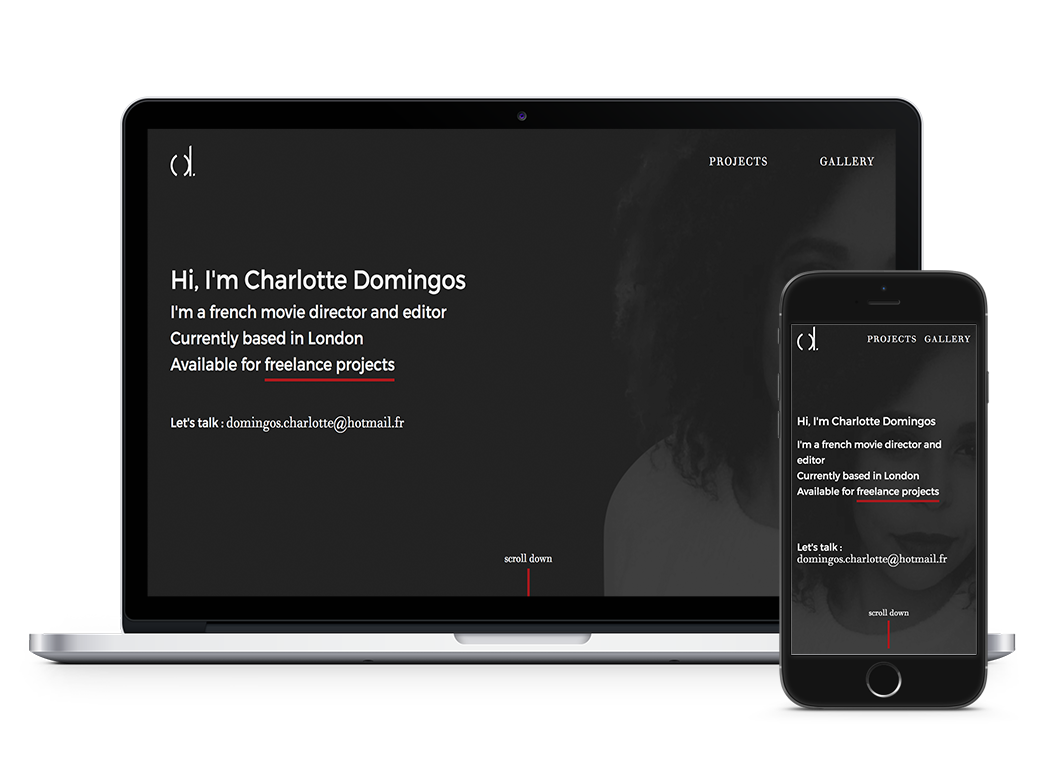 cd.
PROJECTS GALLERY
Hi, I'm Charlotte Domingos
I'm a french movie director and editor
Currently based in London
Available for freelance projects
Let's talk : domingos.charlotte@hotmail.fr
scroll down
cd.
PROJECTS GALLERY
Hi, I'm Charlotte Domingos
I'm a french movie director and
editor
Currently based in London
Available for freelance projects
Let's talk :
domingos.charlotte@hotmail.fr
scroll down